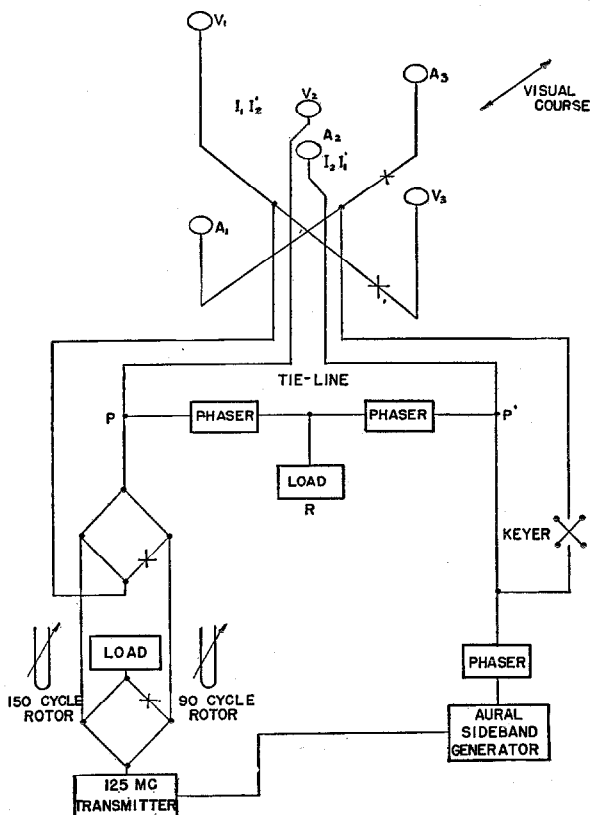 V₁
A₃
VISUAL
COURSE
I₁ I₂'
V₂
A₂
I₂ I₁'
V₃
A₁
TIE-LINE
P
PHASER
PHASER
P'
LOAD
R
KEYER
LOAD
150 CYCLE
ROTOR
90 CYCLE
ROTOR
PHASER
AURAL
SIDEBAND
GENERATOR
125 MC
TRANSMITTER